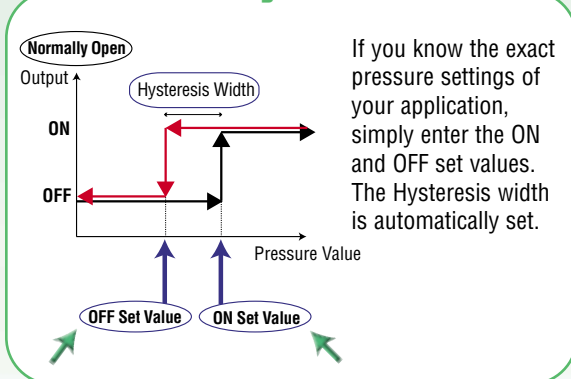 Normally Open
Output
Hysteresis Width
ON
OFF
Pressure Value
OFF Set Value
ON Set Value
If you know the exact
pressure settings of
your application,
simply enter the ON
and OFF set values.
The Hysteresis width
is automatically set.